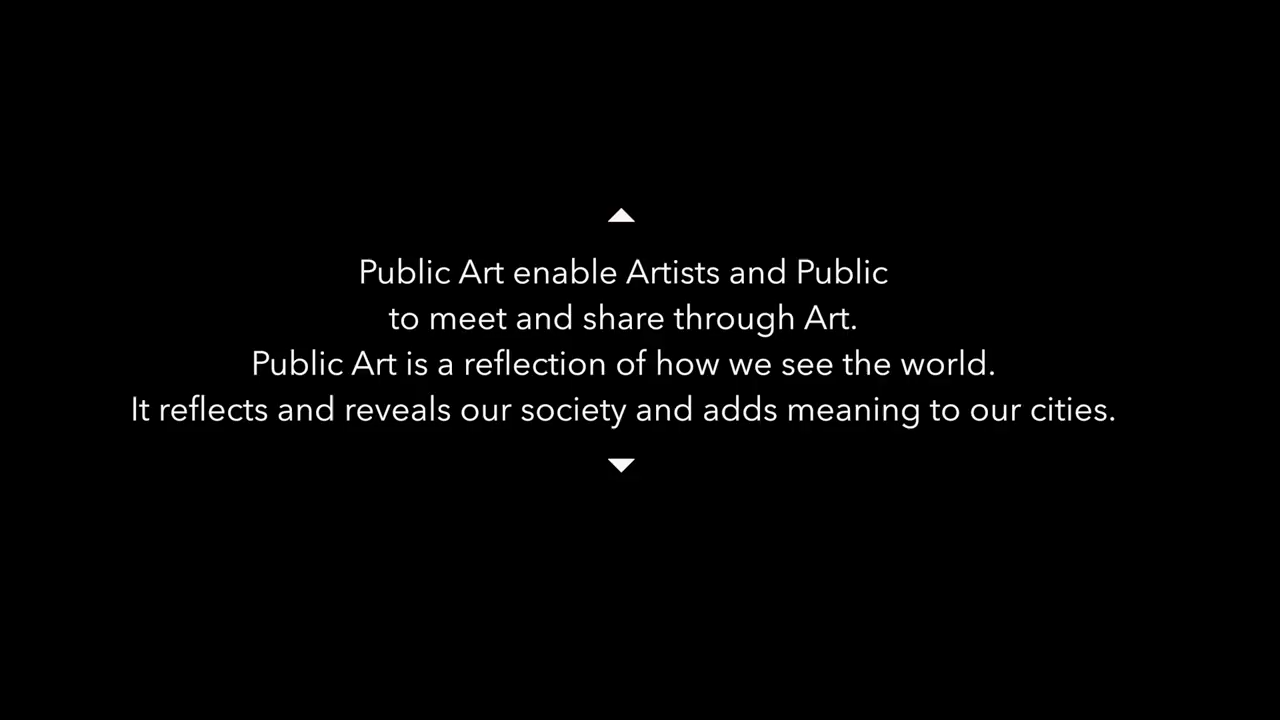 Public Art enable Artists and Public
to meet and share through Art.
Public Art is a reflection of how we see the world.
It reflects and reveals our society and adds meaning to our cities.